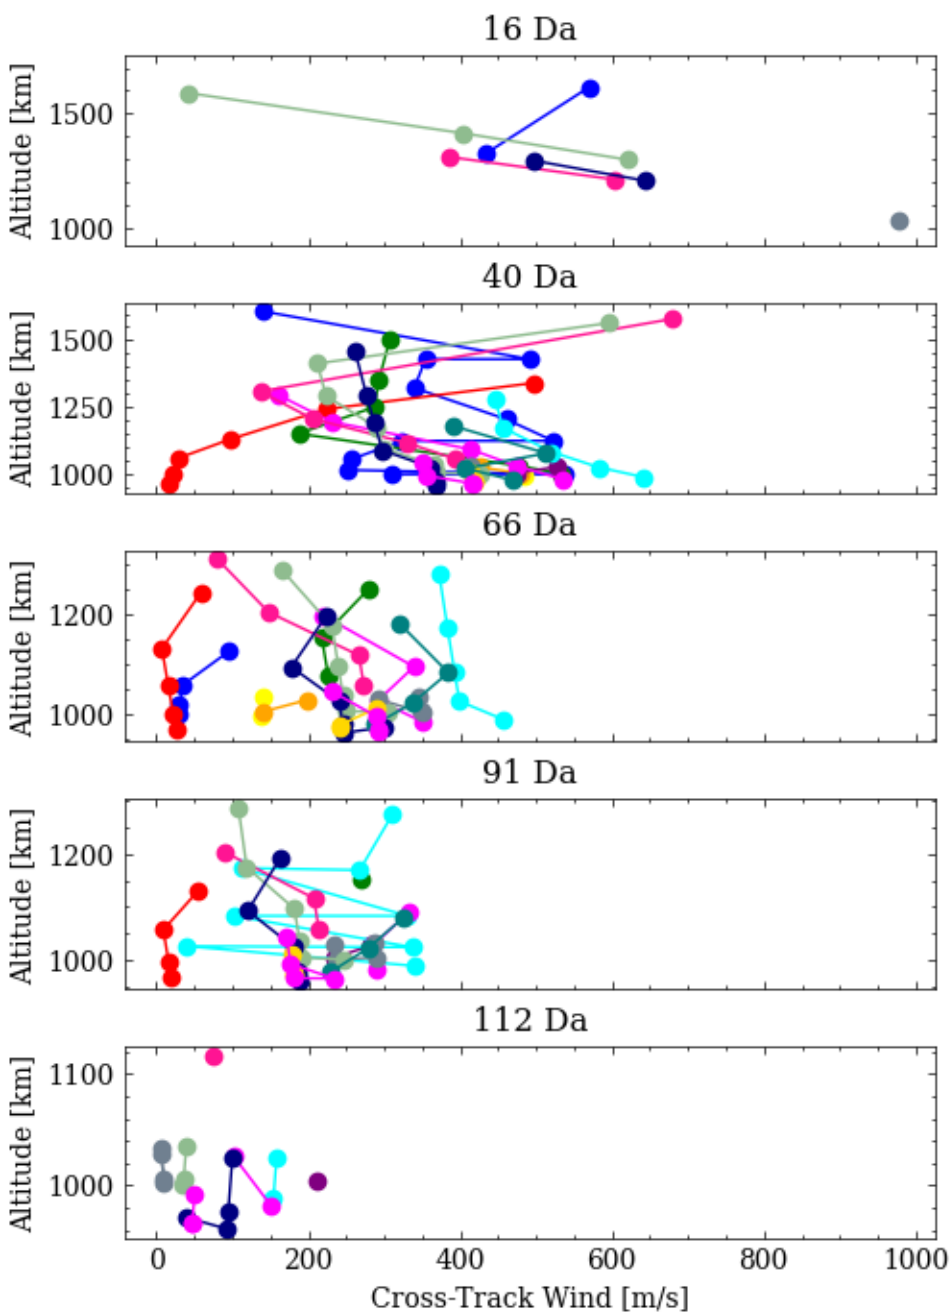 16 Da
Altitude [km]
1500
1000
40 Da
Altitude [km]
1500
1250
1000
66 Da
Altitude [km]
1200
1000
91 Da
Altitude [km]
1200
1000
112 Da
Altitude [km]
1100
1000
0 200 400 600 800 1000
Cross-Track Wind [m/s]